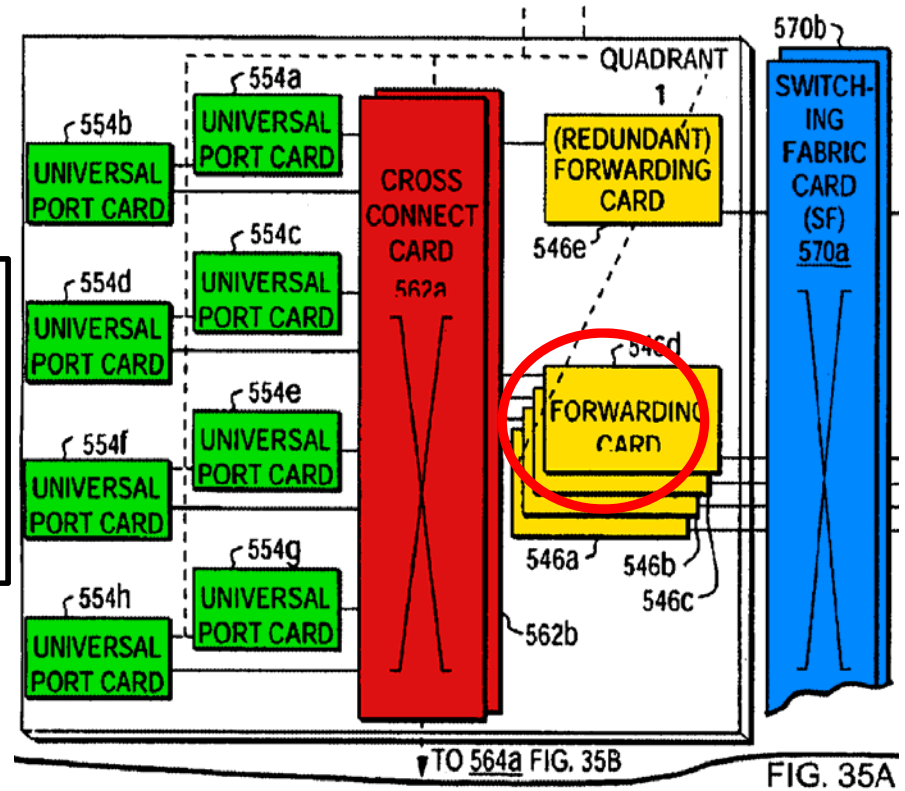 570b
QUADRANT
1
554a
UNIVERSAL
PORT CARD
554b
UNIVERSAL
PORT CARD
CROSS
CONNECT
CARD
562a
(REDUNDANT)
FORWARDING
CARD
546e
SWITCH-
ING
FABRIC
CARD
(SF)
570a
554c
UNIVERSAL
PORT CARD
554d
UNIVERSAL
PORT CARD
546d
FORWARDING
CARD
554e
UNIVERSAL
PORT CARD
554f
UNIVERSAL
PORT CARD
546a
546b
546c
554g
UNIVERSAL
PORT CARD
554h
UNIVERSAL
PORT CARD
562b
TO 564a FIG. 35B
FIG. 35A